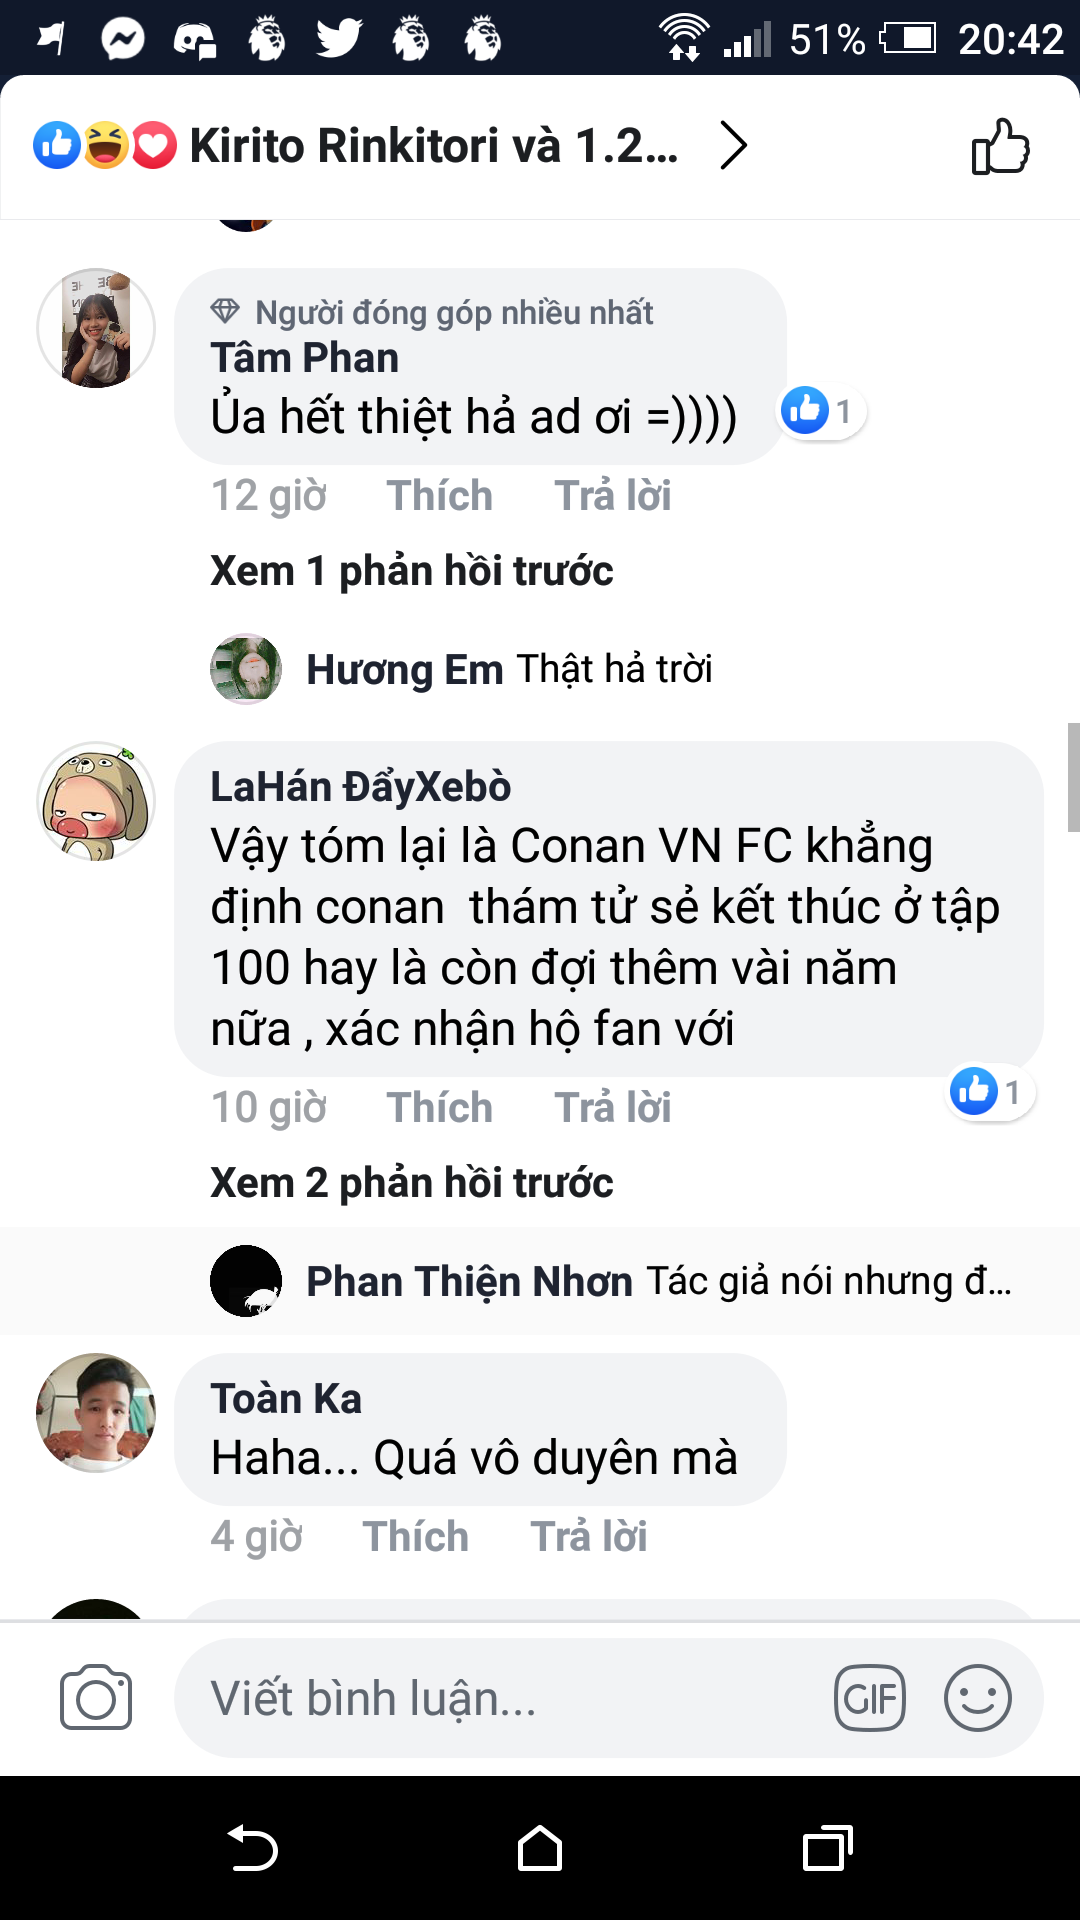 51% 20:42
Kirito Rinkitori và 1.2...
Người đóng góp nhiều nhất
Tâm Phan
Ủa hết thiệt hả ad ơi =))))
1
12 giờ Thích Trả lời
Xem 1 phản hồi trước
Hương Em Thật hả trời
LaHán ĐẩyXebò
Vậy tóm lại là Conan VN FC khẳng
định conan  thám tử sẻ kết thúc ở tập
100 hay là còn đợi thêm vài năm
nữa , xác nhận hộ fan với
10 giờ Thích Trả lời
1
Xem 2 phản hồi trước
Phan Thiện Nhơn Tác giả nói nhưng đ...
Toàn Ka
Haha... Quá vô duyên mà
4 giờ Thích Trả lời
Viết bình luận...
GIF